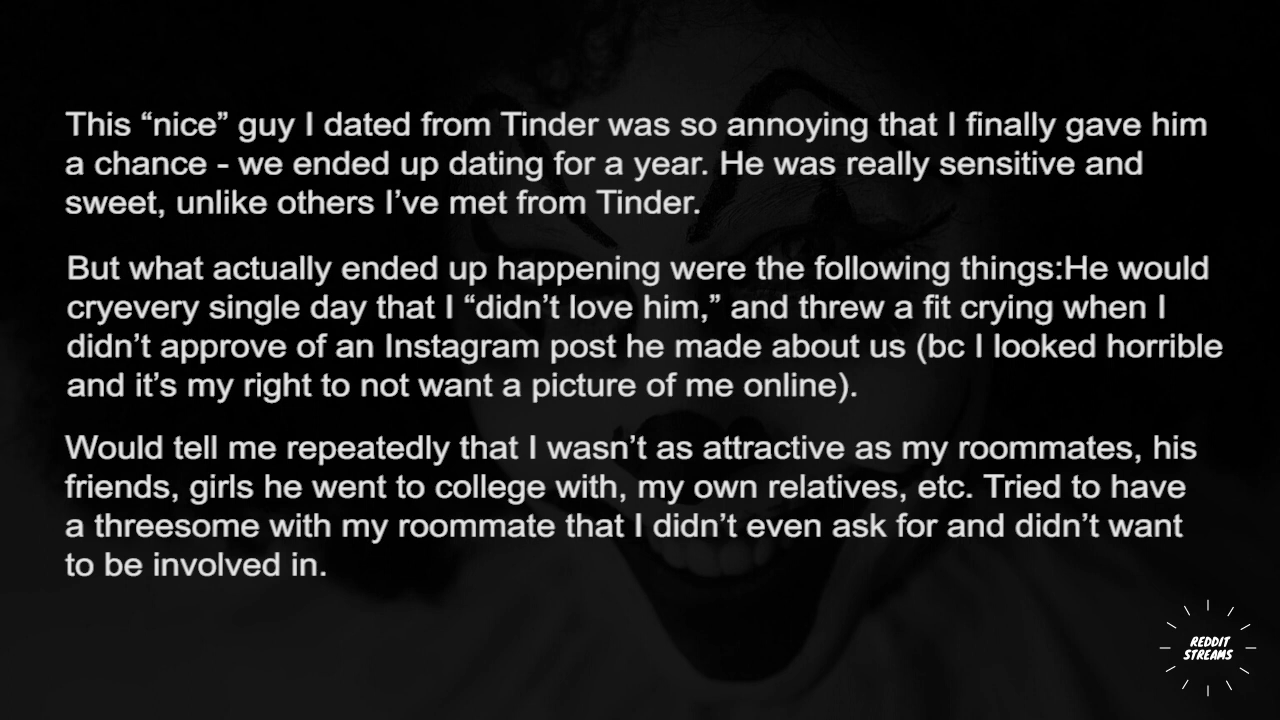 This “nice” guy I dated from Tinder was so annoying that I finally gave him
a chance - we ended up dating for a year. He was really sensitive and
sweet, unlike others I’ve met from Tinder.
But what actually ended up happening were the following things:He would
cryevery single day that I “didn’t love him,” and threw a fit crying when I
didn’t approve of an Instagram post he made about us (bc I looked horrible
and it’s my right to not want a picture of me online).
Would tell me repeatedly that I wasn’t as attractive as my roommates, his
friends, girls he went to college with, my own relatives, etc. Tried to have
a threesome with my roommate that I didn’t even ask for and didn’t want
to be involved in.
REDDIT
STREAMS